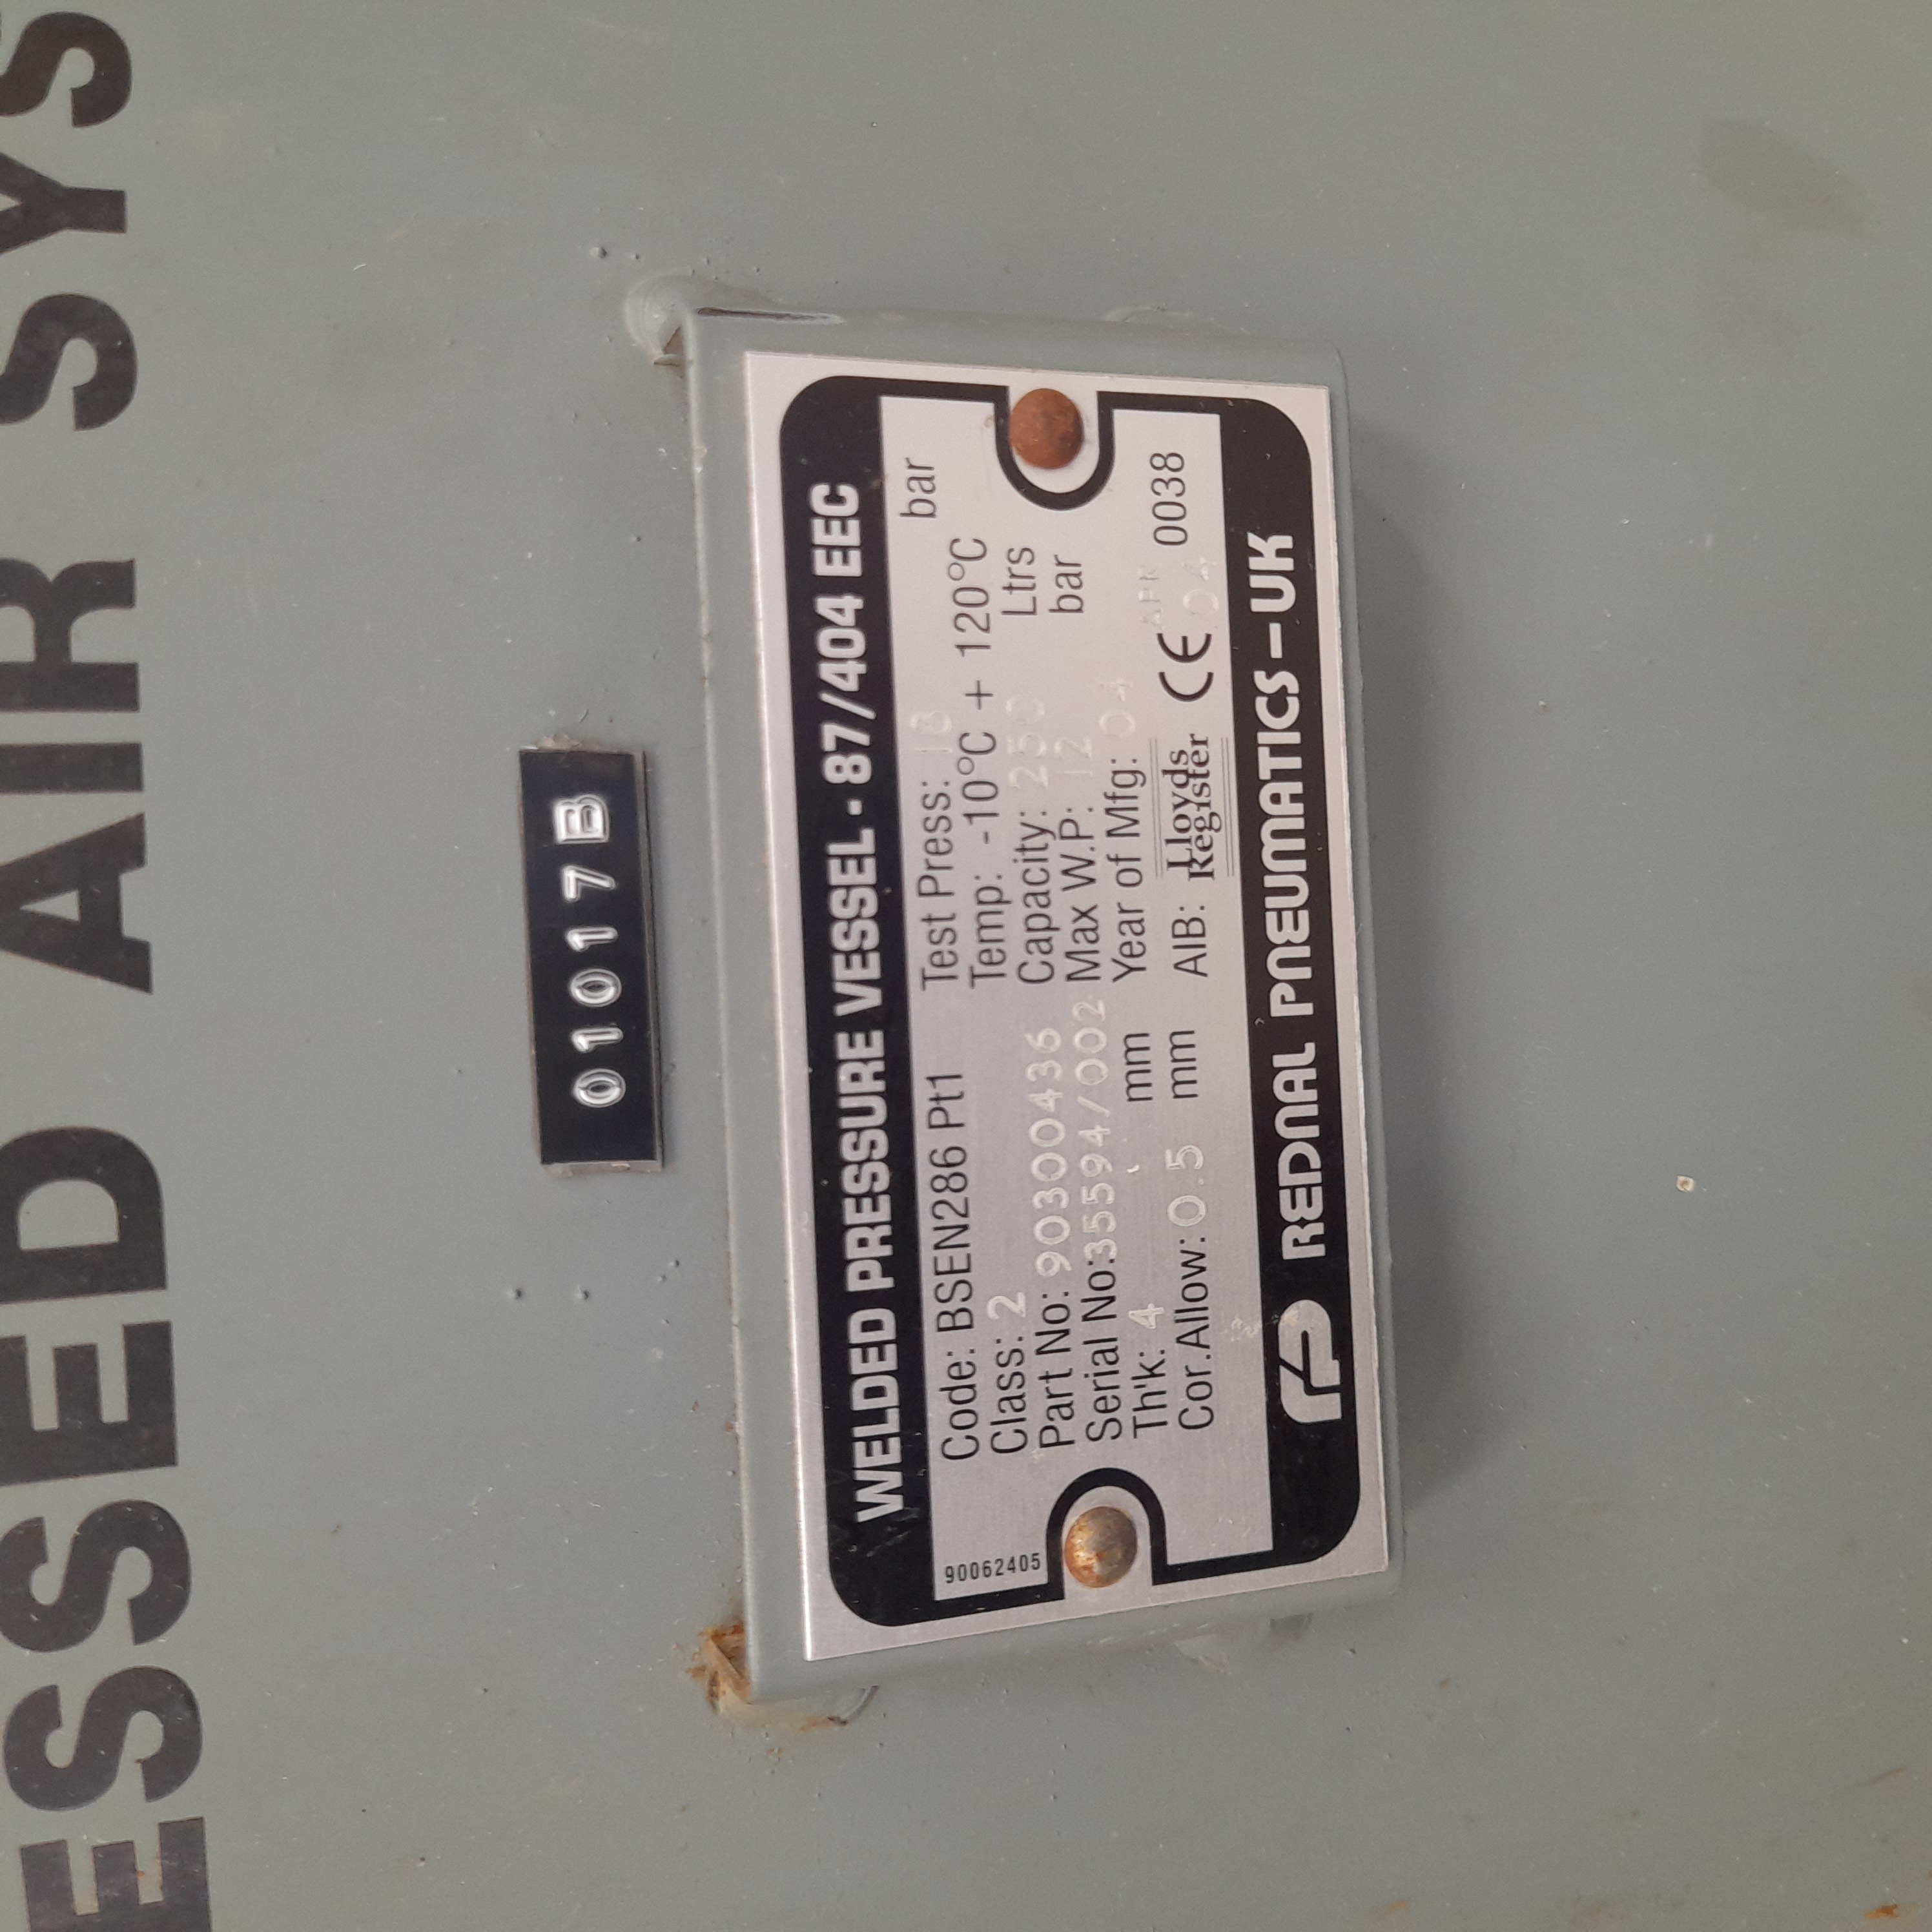 ESSED AIR SYS
01017B
WELDED PRESSURE VESSEL - 87/404 EEC
Code: BSEN286 Pt1
Class: 2
Part No: 90300436
Serial No:35594/002
Th'k: 4 mm
Cor.Allow: 0.5 mm
Test Press: 18 bar
Temp: -10°C + 120°C
Capacity: 250 Ltrs
Max W.P: 12 bar
Year of Mfg: 04
AIB: Lloyds Register CE 04 0038
90062405
REDNAL PNEUMATICS - UK